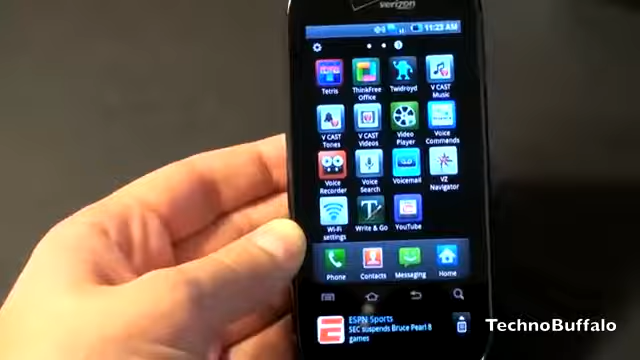 verizon
11:23 AM
Tetris
ThinkFree Office
Twidroyd
V CAST Music
V CAST Tones
V CAST Videos
Video Player
Voice Commands
Voice Recorder
Voice Search
Voicemail
VZ Navigator
Wi-Fi settings
Write & Go
YouTube
Phone
Contacts
Messaging
Home
ESPN Sports
SEC suspends Bruce Pearl 8
games
TechnoBuffalo